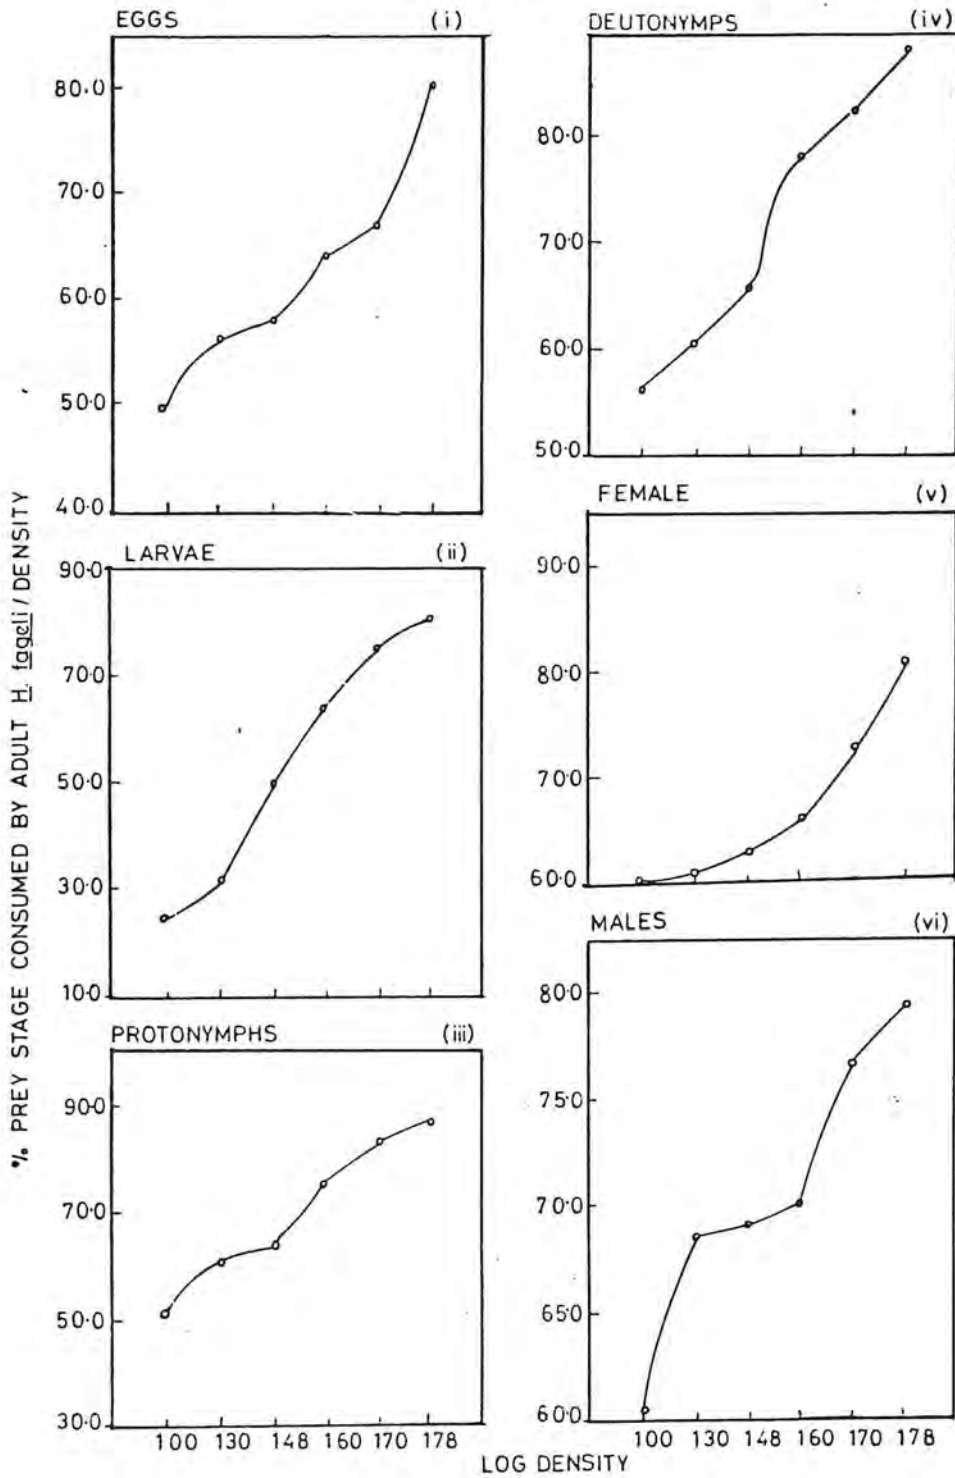 EGGS (i)
80.0
70.0
60.0
50.0
40.0
LARVAE (ii)
90.0
70.0
50.0
30.0
10.0
PROTONYMPHS (iii)
90.0
70.0
50.0
30.0
100 130 148 160 170 178
DEUTONYMPS (iv)
80.0
70.0
60.0
50.0
FEMALE (v)
90.0
80.0
70.0
60.0
MALES (vi)
80.0
75.0
70.0
65.0
60.0
100 130 148 160 170 178
LOG DENSITY
% PREY STAGE CONSUMED BY ADULT H. fageli / DENSITY